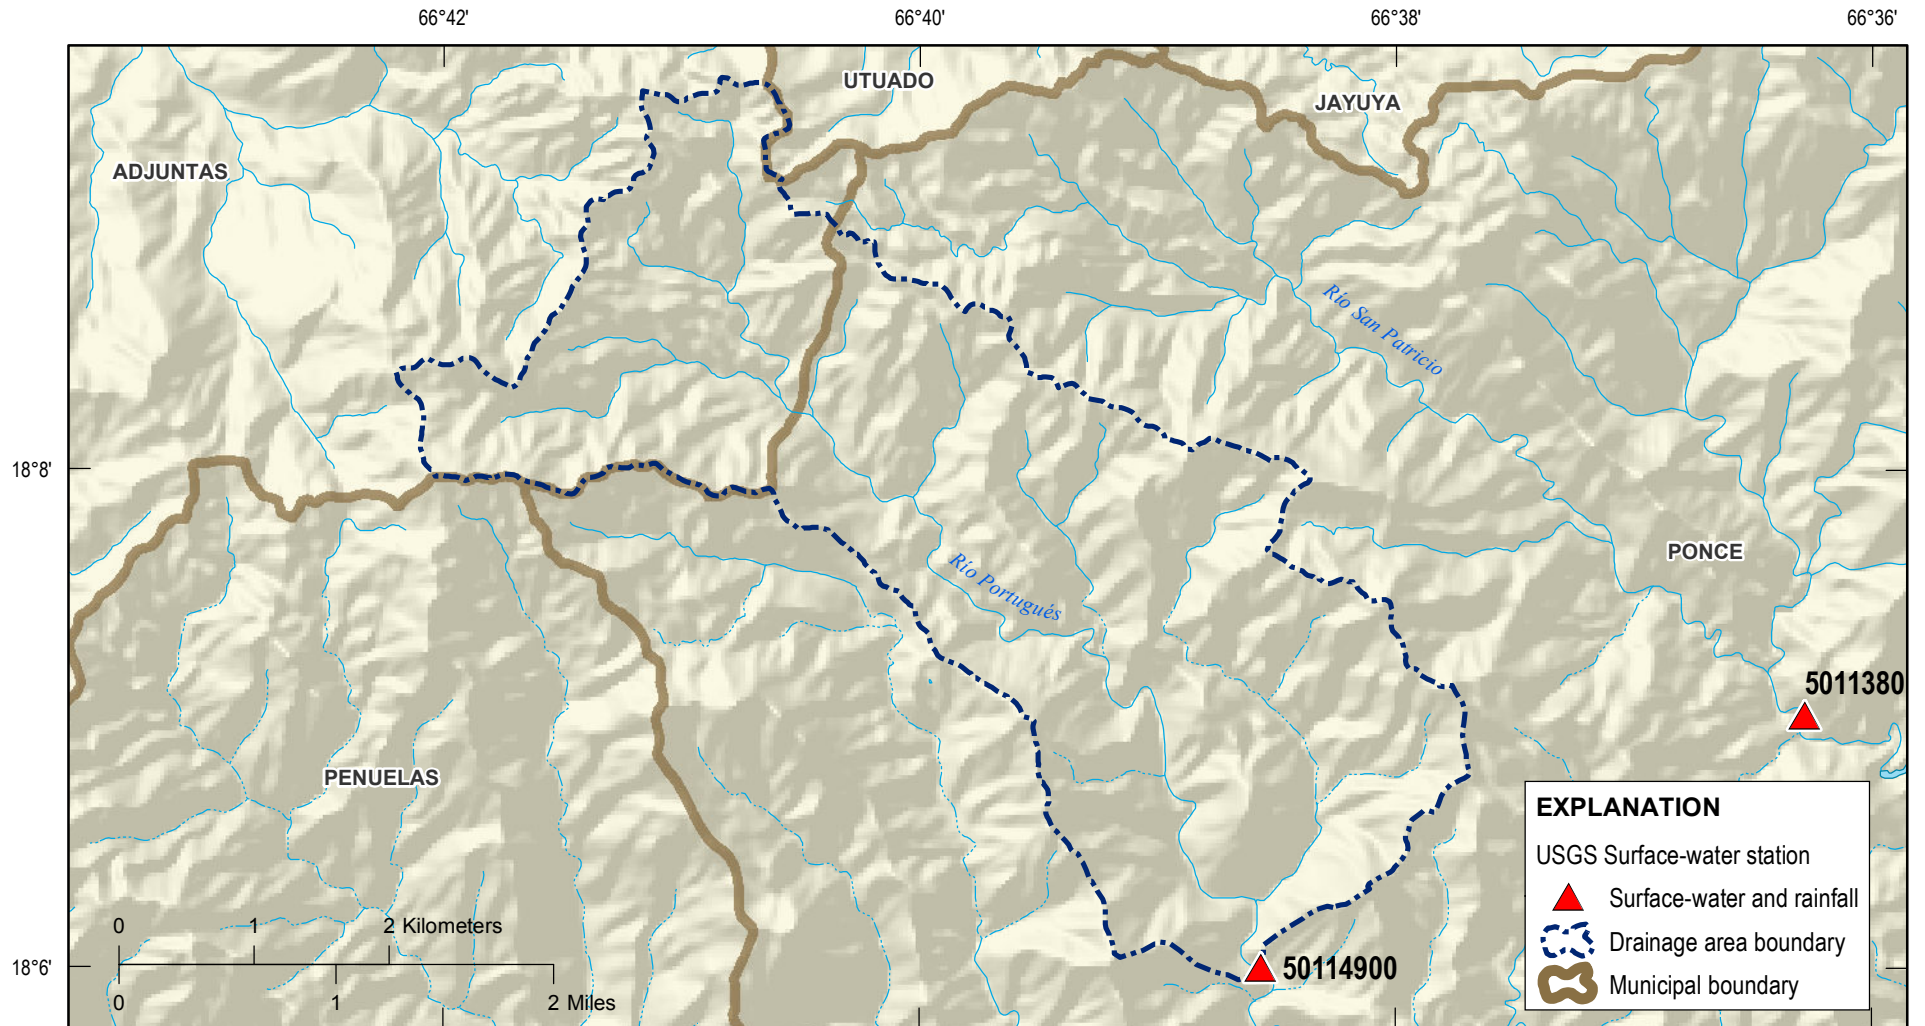 66°42' 66°40' 66°38' 66°36'
UTUADO
JAYUYA
ADJUNTAS
Río San Patricio
18°8'
PONCE
Río Portugués
5011380
PENUELAS
EXPLANATION
USGS Surface-water station
Surface-water and rainfall
Drainage area boundary
Municipal boundary
0 1 2 Kilometers
0 1 2 Miles
18°6'
50114900